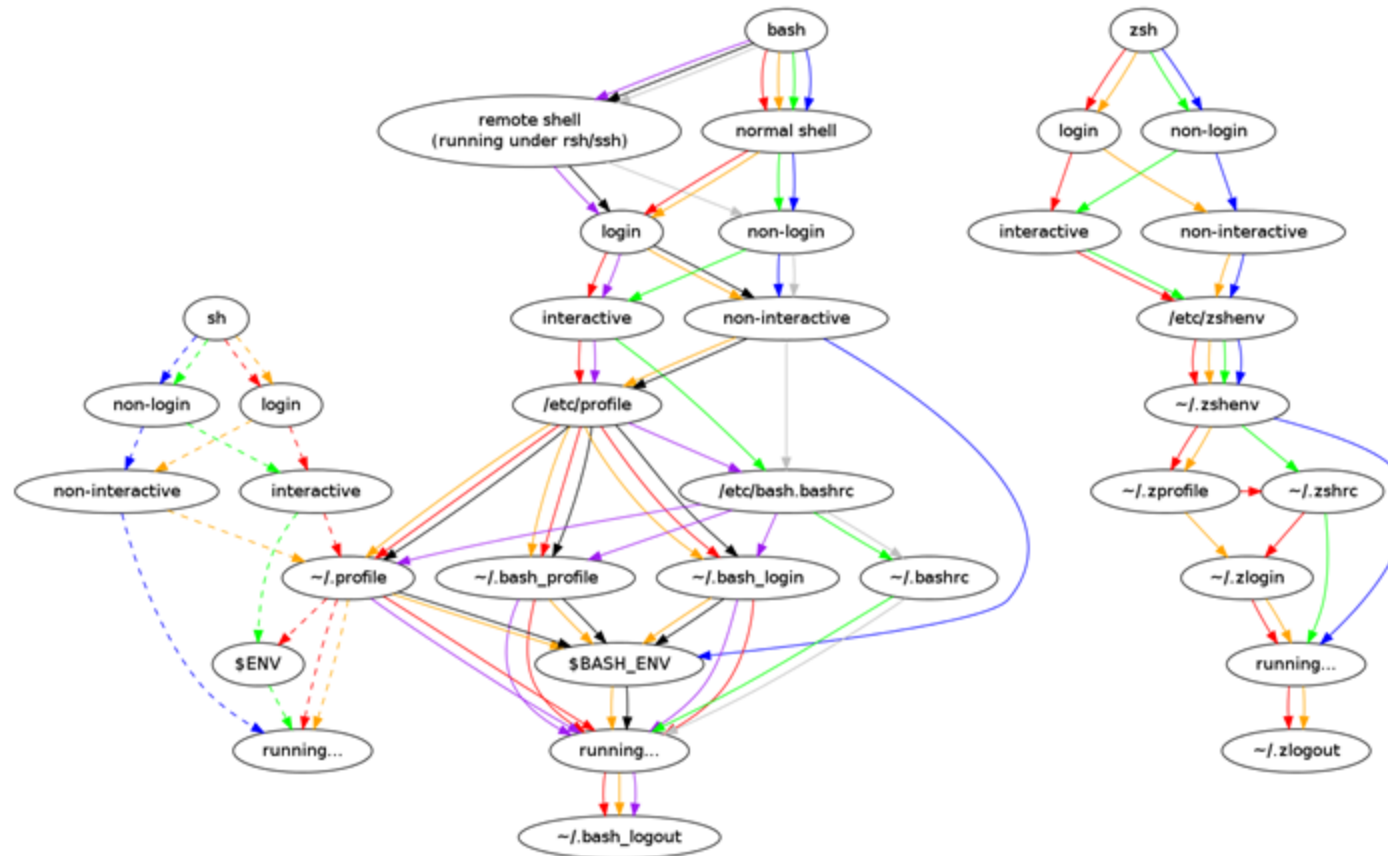 bash
zsh
remote shell
(running under rsh/ssh)
normal shell
login
non-login
login
non-login
interactive
non-interactive
sh
interactive
non-interactive
/etc/zshenv
non-login
login
/etc/profile
~/.zshenv
non-interactive
interactive
/etc/bash.bashrc
~/.zprofile
~/.zshrc
~/.profile
~/.bash_profile
~/.bash_login
~/.bashrc
~/.zlogin
$ENV
$BASH_ENV
running...
running...
running...
~/.zlogout
~/.bash_logout